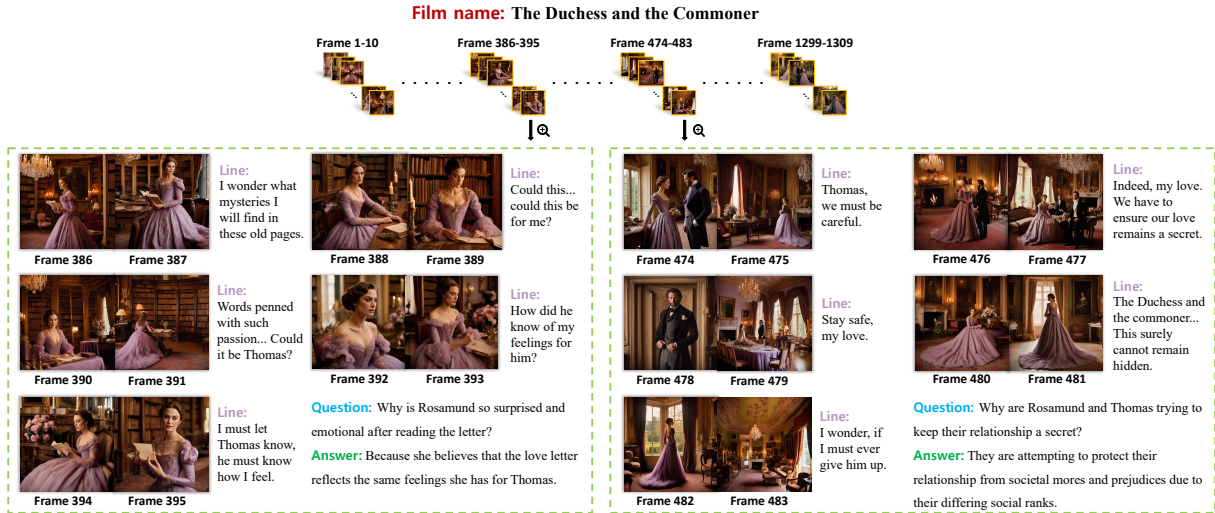 Film name: The Duchess and the Commoner
Frame 1-10
Frame 386-395
Frame 474-483
Frame 1299-1309
Line:
I wonder what
mysteries I
will find in
these old pages.
Frame 386
Frame 387
Line:
Could this...
could this be
for me?
Frame 388
Frame 389
Line:
Words penned
with such
passion... Could
it be Thomas?
Frame 390
Frame 391
Line:
How did he
know of my
feelings for
him?
Frame 392
Frame 393
Line:
I must let
Thomas know,
he must know
how I feel.
Frame 394
Frame 395
Question: Why is Rosamund so surprised and
emotional after reading the letter?
Answer: Because she believes that the love letter
reflects the same feelings she has for Thomas.
Line:
Thomas,
we must be
careful.
Frame 474
Frame 475
Line:
Indeed, my love.
We have to
ensure our love
remains a secret.
Frame 476
Frame 477
Line:
Stay safe,
my love.
Frame 478
Frame 479
Line:
The Duchess and
the commoner...
This surely
cannot remain
hidden.
Frame 480
Frame 481
Line:
I wonder, if
I must ever
give him up.
Frame 482
Frame 483
Question: Why are Rosamund and Thomas trying to
keep their relationship a secret?
Answer: They are attempting to protect their
relationship from societal mores and prejudices due to
their differing social ranks.